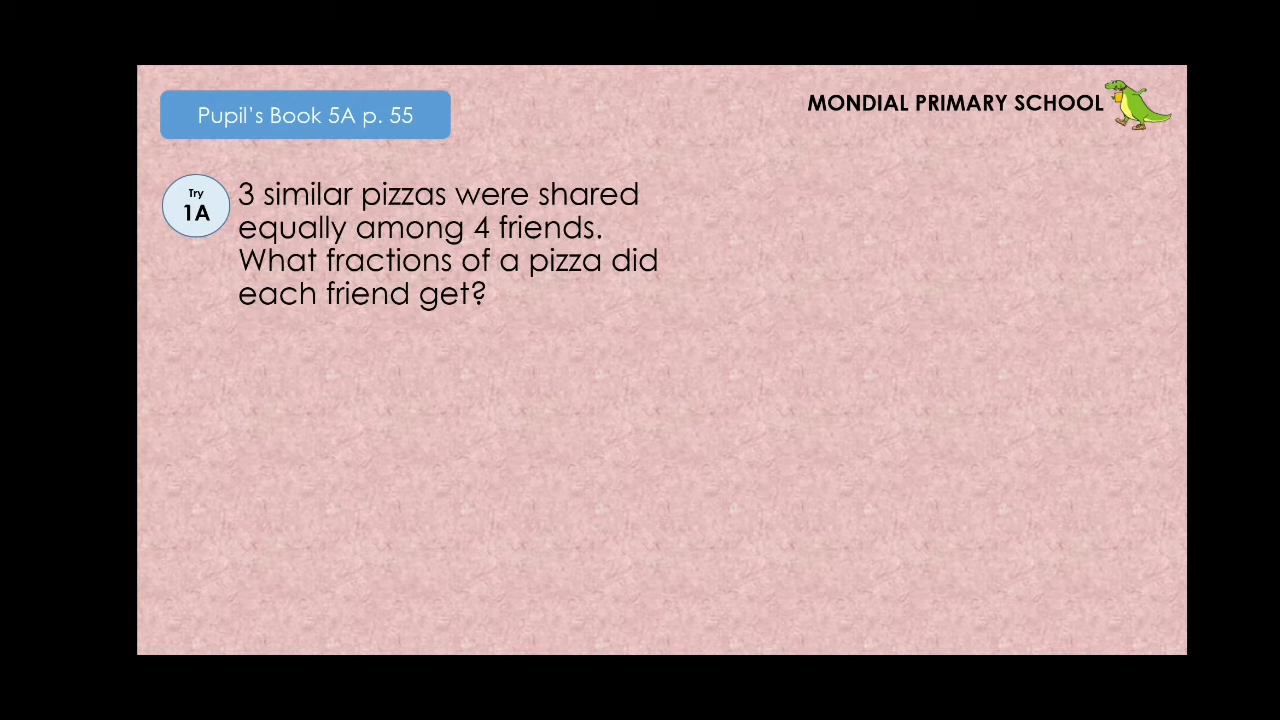 Pupil's Book 5A p. 55
MONDIAL PRIMARY SCHOOL
Try
1A
3 similar pizzas were shared
equally among 4 friends.
What fractions of a pizza did
each friend get?